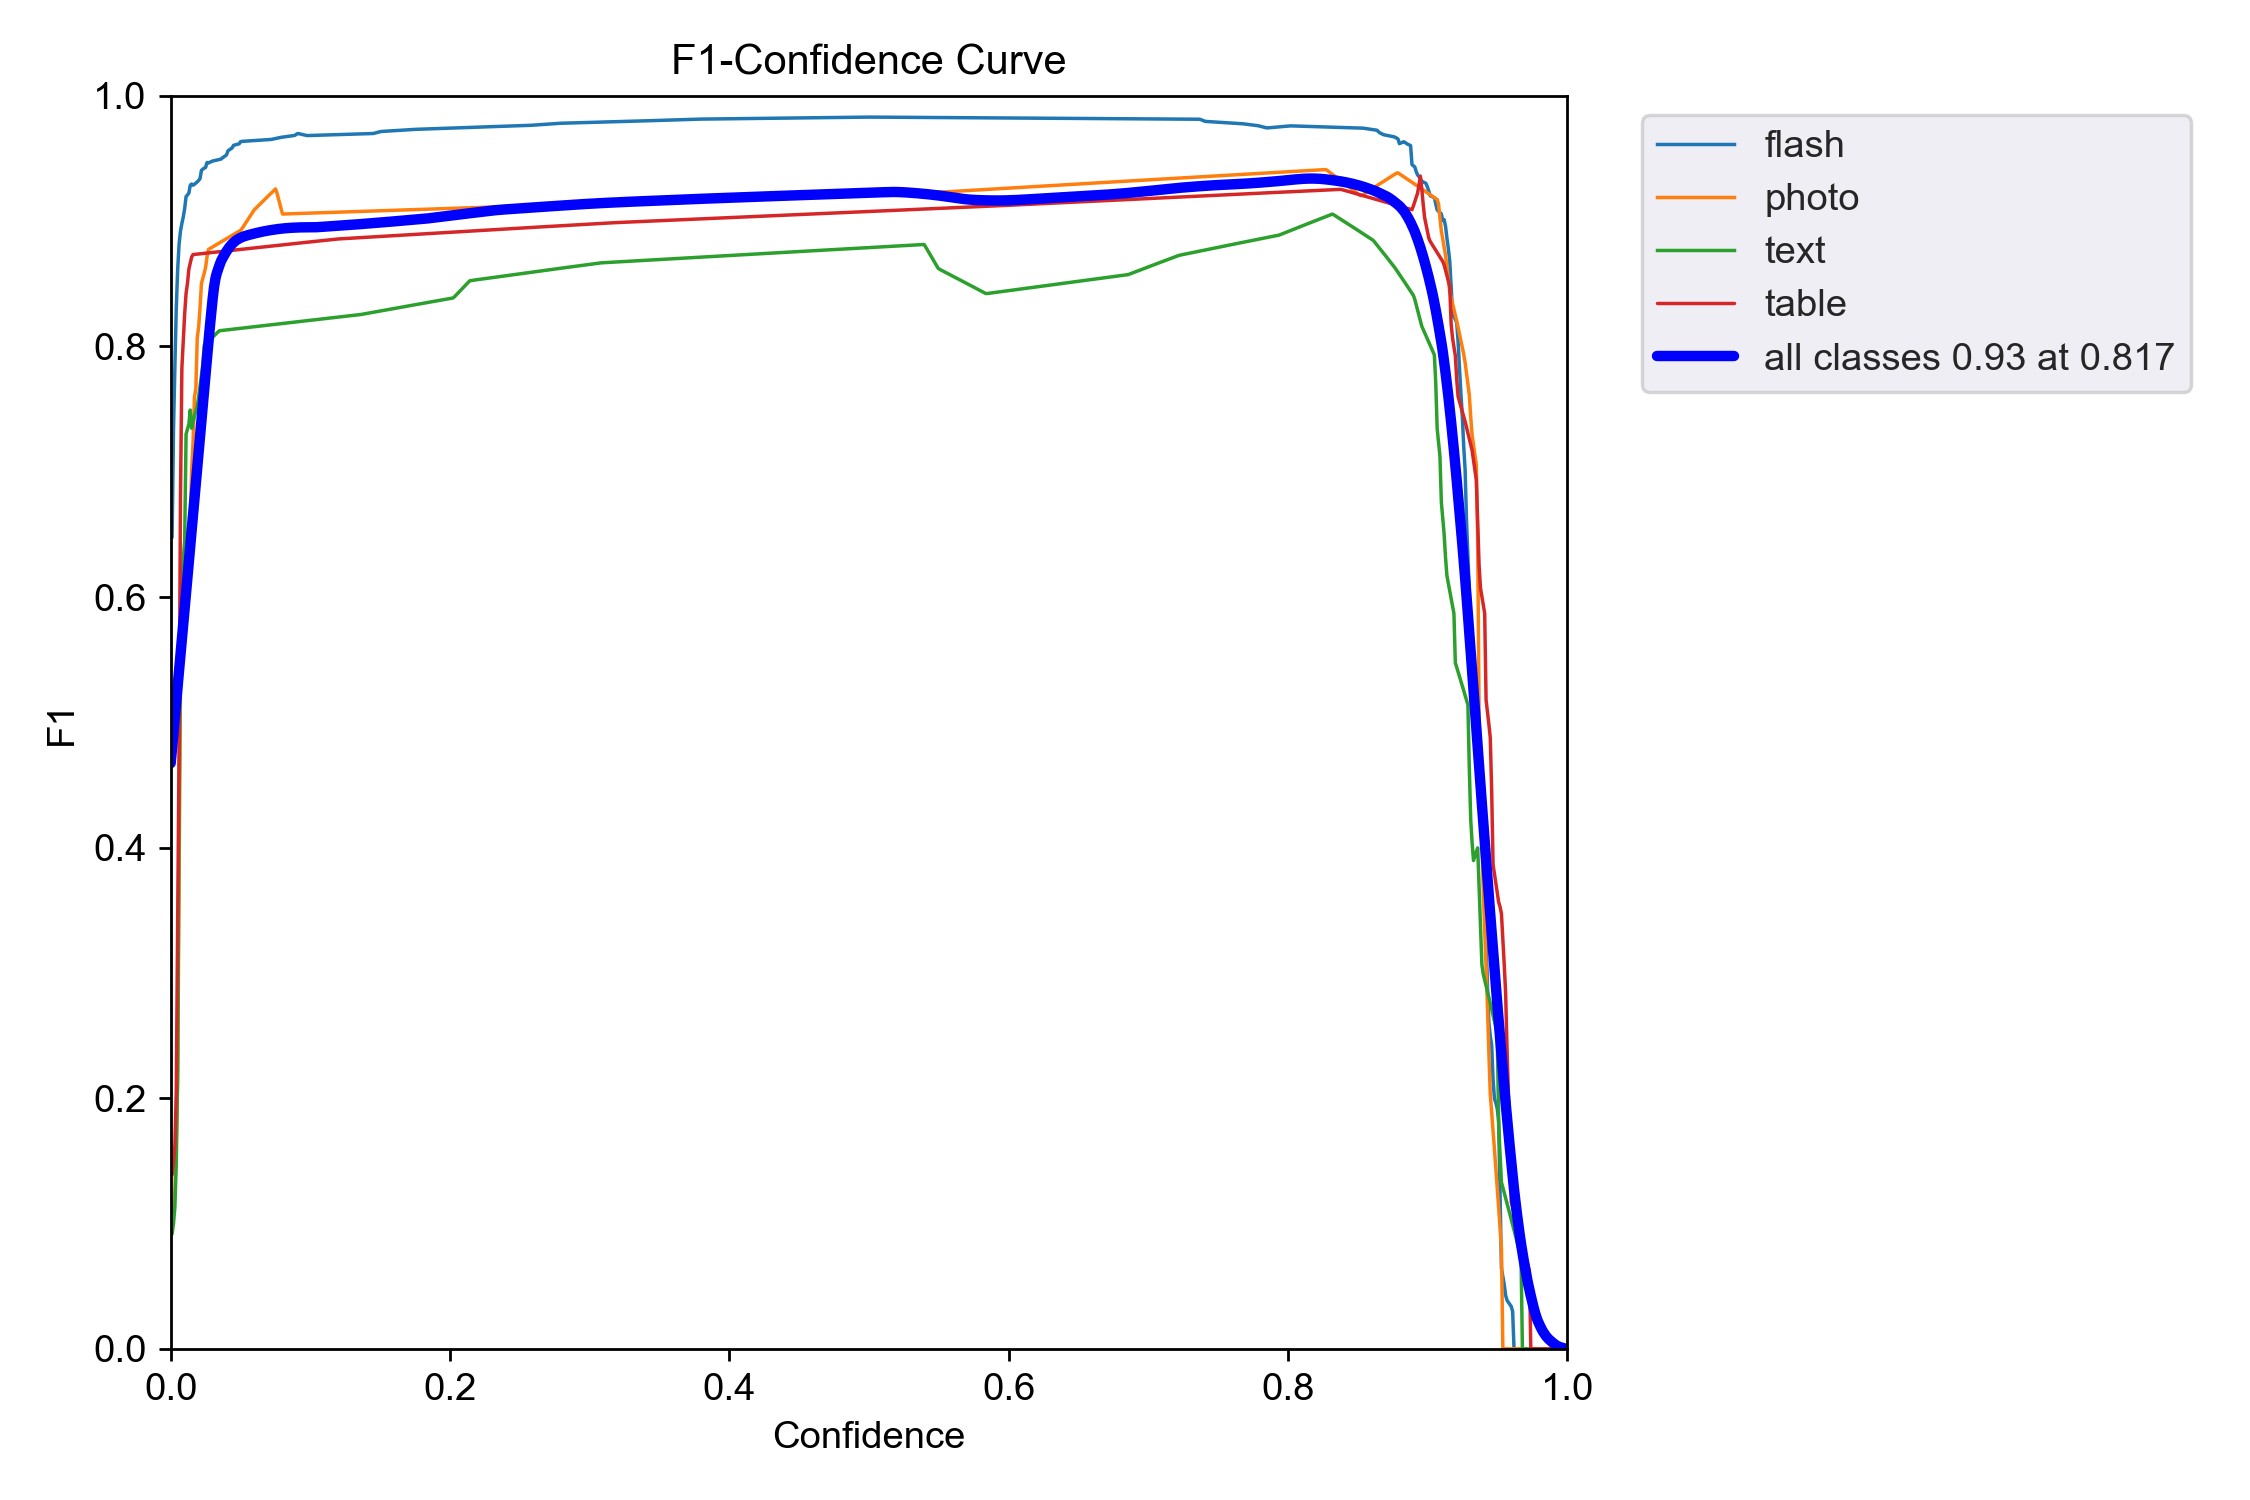 F1-Confidence Curve
1.0
0.8
0.6
0.4
0.2
0.0
F1
0.0 0.2 0.4 0.6 0.8 1.0
Confidence
flash
photo
text
table
all classes 0.93 at 0.817